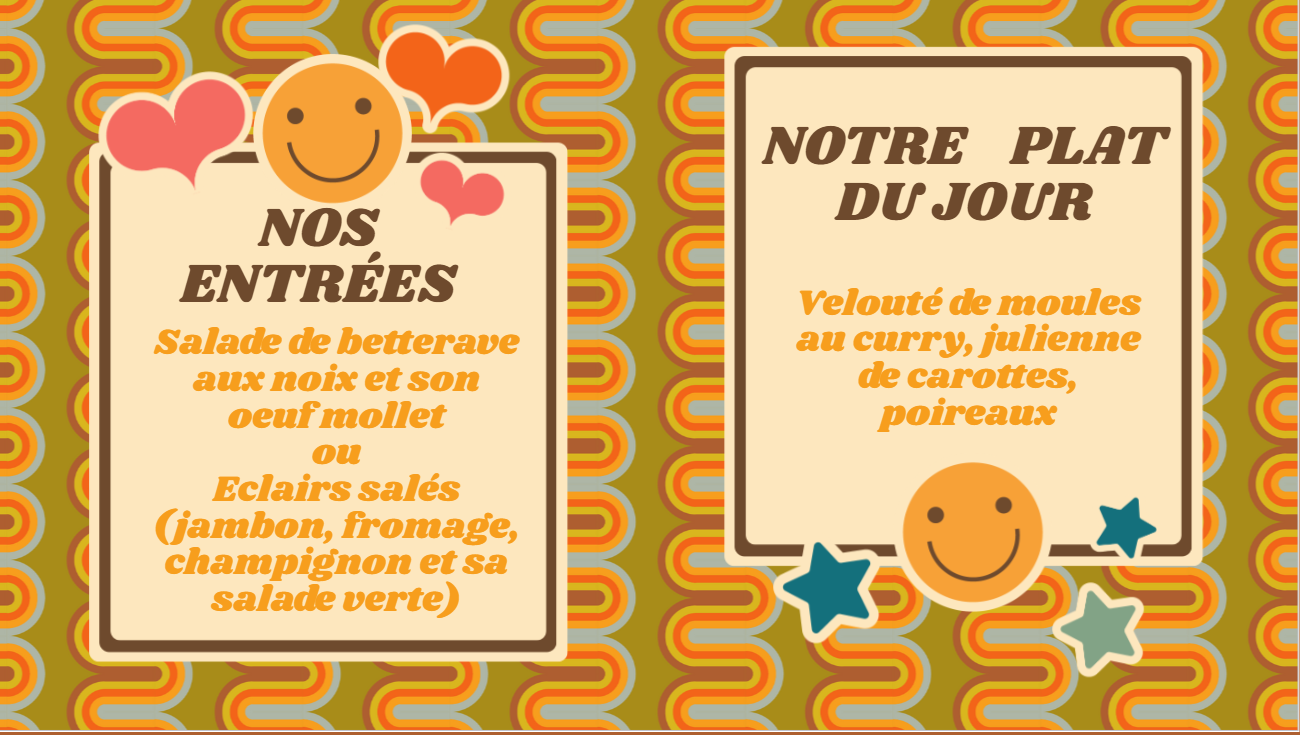 NOS
ENTRÉES
Salade de betterave
aux noix et son
oeuf mollet
ou
Eclairs salés
(jambon, fromage,
champignon et sa
salade verte)
NOTRE PLAT
DU JOUR
Velouté de moules
au curry, julienne
de carottes,
poireaux